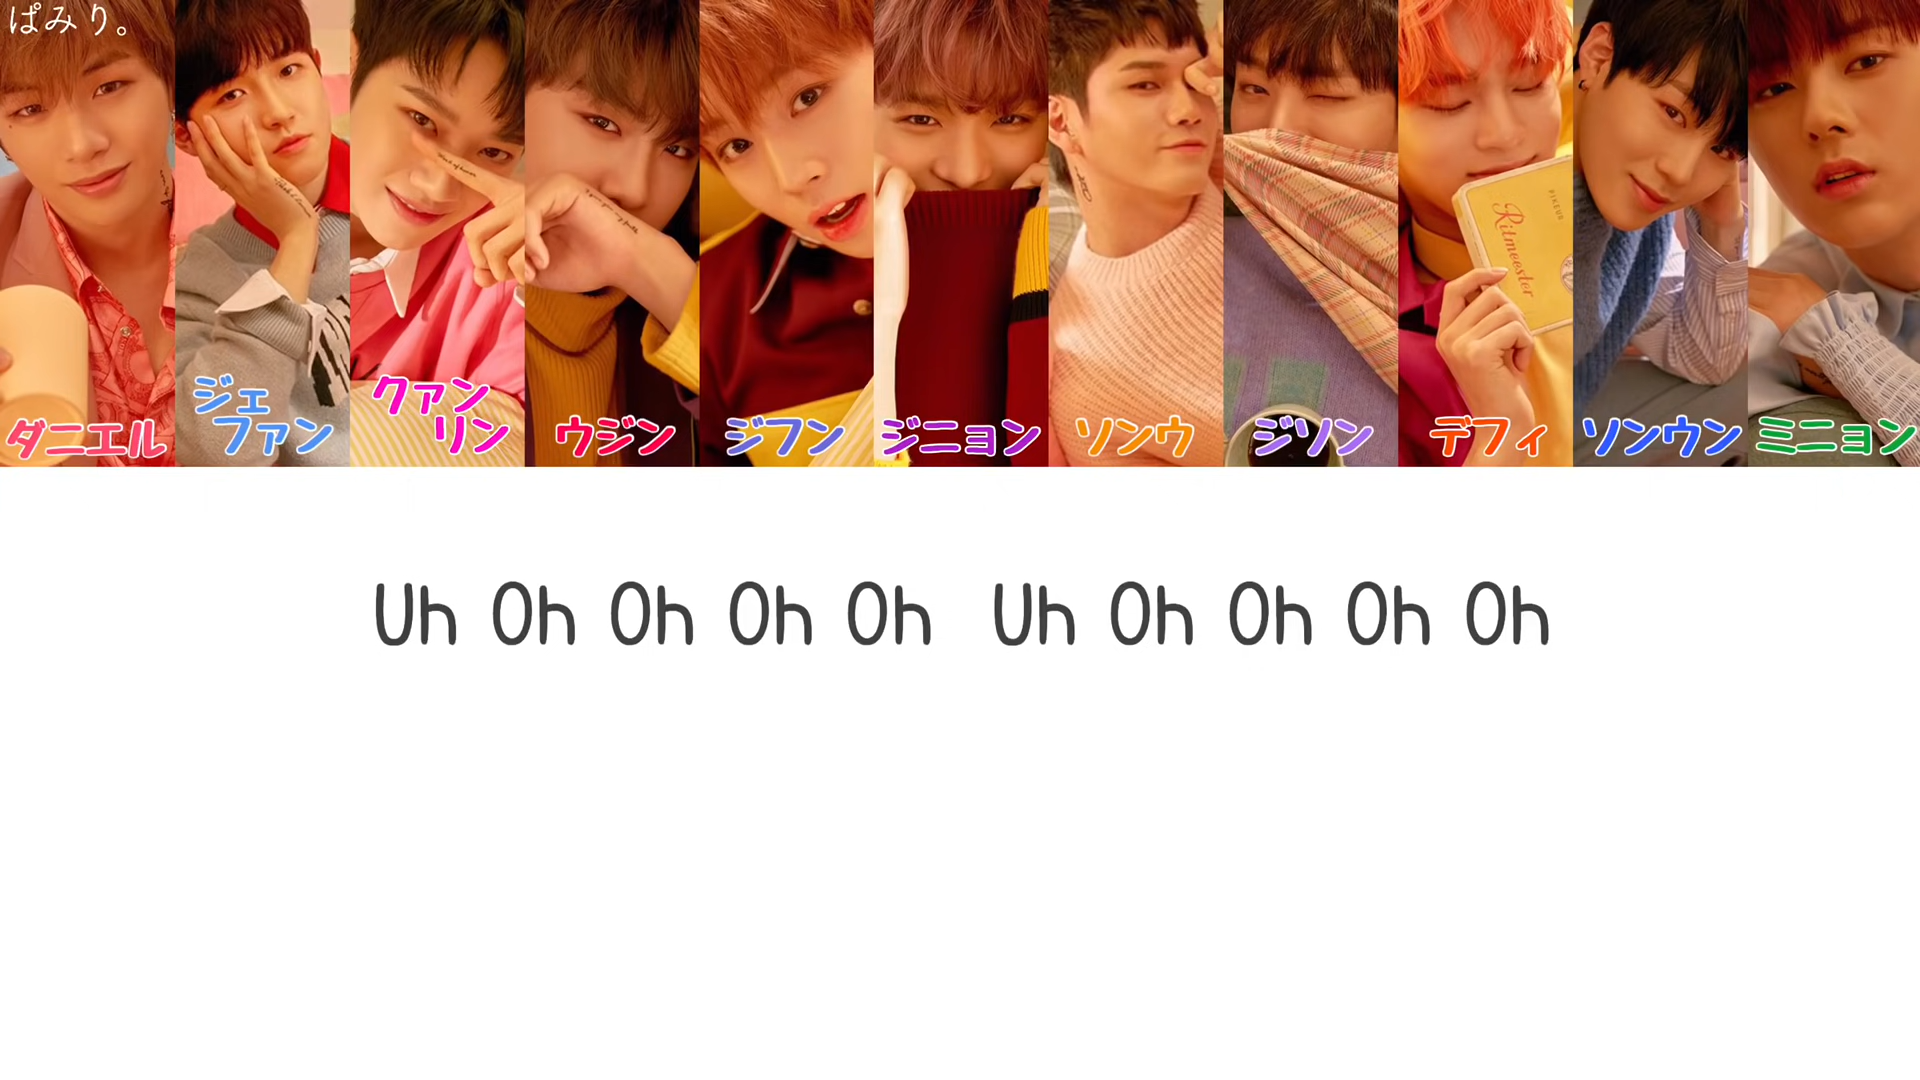 ぱみり。
ダニエル
ジェ
ファン
クァン
リン
ウジン
ジフン
ジニョン
ソンウ
ジソン
デフィ
ソンウン
ミニョン
PIKEUR
Ritmeester
Uh Oh Oh Oh Oh  Uh Oh Oh Oh Oh